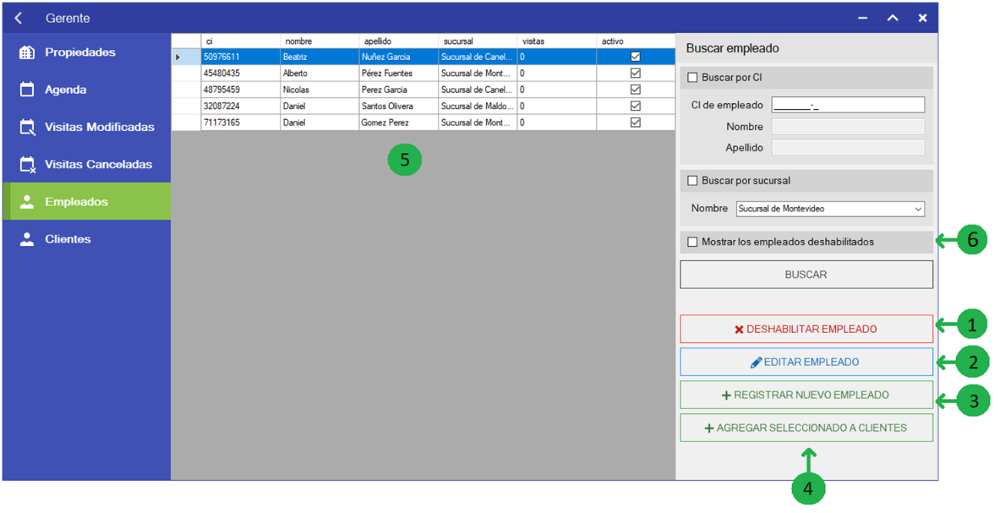 Gerente
Propiedades
Agenda
Visitas Modificadas
Visitas Canceladas
Empleados
Clientes
ci nombre apellido sucursal visitas activo
50976611 Beatriz Nuñez Garcia Sucursal de Canel... 0
45480435 Alberto Pérez Fuentes Sucursal de Mont... 0
48795459 Nicolas Perez Garcia Sucursal de Canel... 0
32087224 Daniel Santos Olivera Sucursal de Maldo... 0
71173165 Daniel Gomez Perez Sucursal de Mont... 0
5
Buscar empleado
Buscar por CI
CI de empleado _______-_
Nombre
Apellido
Buscar por sucursal
Nombre Sucursal de Montevideo
Mostrar los empleados deshabilitados
6
BUSCAR
DESHABILITAR EMPLEADO
1
EDITAR EMPLEADO
2
+ REGISTRAR NUEVO EMPLEADO
3
+ AGREGAR SELECCIONADO A CLIENTES
4